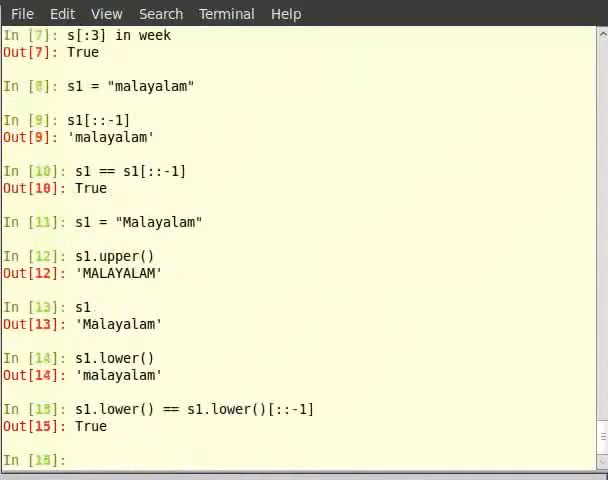 File Edit View Search Terminal Help
In [7]: s[:3] in week
Out[7]: True
In [8]: s1 = "malayalam"
In [9]: s1[::-1]
Out[9]: 'malayalam'
In [10]: s1 == s1[::-1]
Out[10]: True
In [11]: s1 = "Malayalam"
In [12]: s1.upper()
Out[12]: 'MALAYALAM'
In [13]: s1
Out[13]: 'Malayalam'
In [14]: s1.lower()
Out[14]: 'malayalam'
In [15]: s1.lower() == s1.lower()[::-1]
Out[15]: True
In [16]: